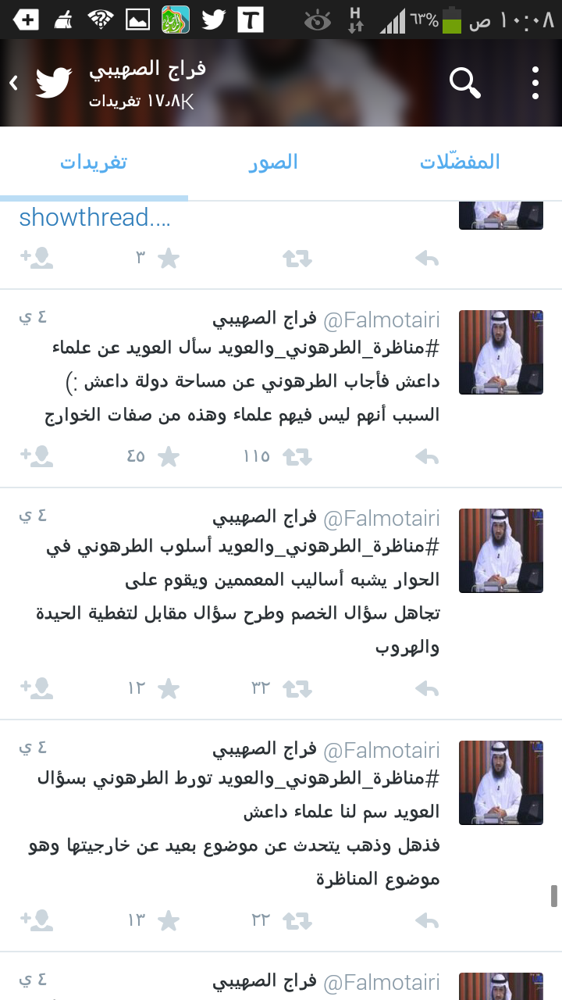 ١٠:٠٨ ص ٦٣% H T
فراج الصهيبي
١٧٫٨K تغريدات
المفضّلات الصور تغريدات
showthread....
٣
@Falmotairi فراج الصهيبي ٤ ي
#مناظرة_الطرهوني_والعويد سأل العويد عن علماء
داعش فأجاب الطرهوني عن مساحة دولة داعش :)
السبب أنهم ليس فيهم علماء وهذه من صفات الخوارج
١١٥ ٤٥
@Falmotairi فراج الصهيبي ٤ ي
#مناظرة_الطرهوني_والعويد أسلوب الطرهوني في
الحوار يشبه أساليب المعممين ويقوم على
تجاهل سؤال الخصم وطرح سؤال مقابل لتغطية الحيدة
والهروب
٣٢ ١٢
@Falmotairi فراج الصهيبي ٤ ي
#مناظرة_الطرهوني_والعويد تورط الطرهوني بسؤال
العويد سم لنا علماء داعش
فذهل وذهب يتحدث عن موضوع بعيد عن خارجيتها وهو
موضوع المناظرة
٢٢ ١٣
@Falmotairi فراج الصهيبي ٤ ي